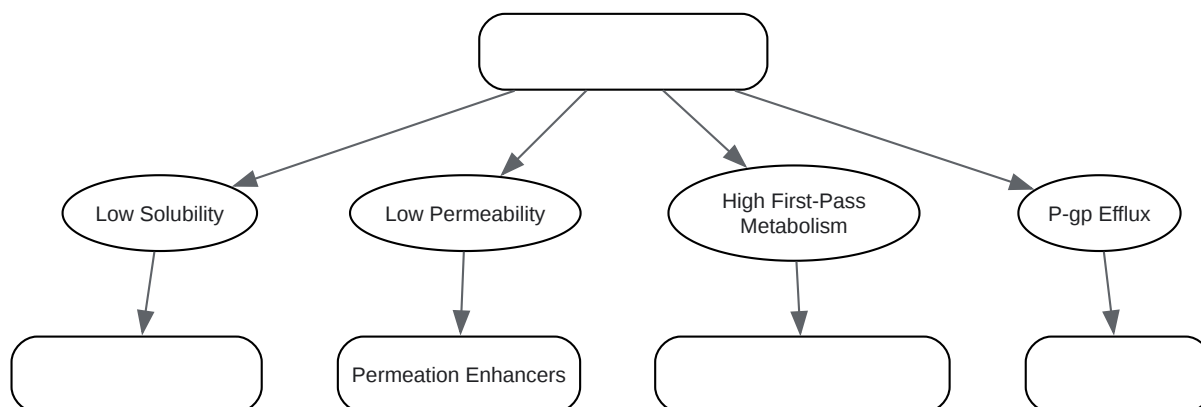 Low Solubility
Low Permeability
High First-Pass
Metabolism
P-gp Efflux
Permeation Enhancers